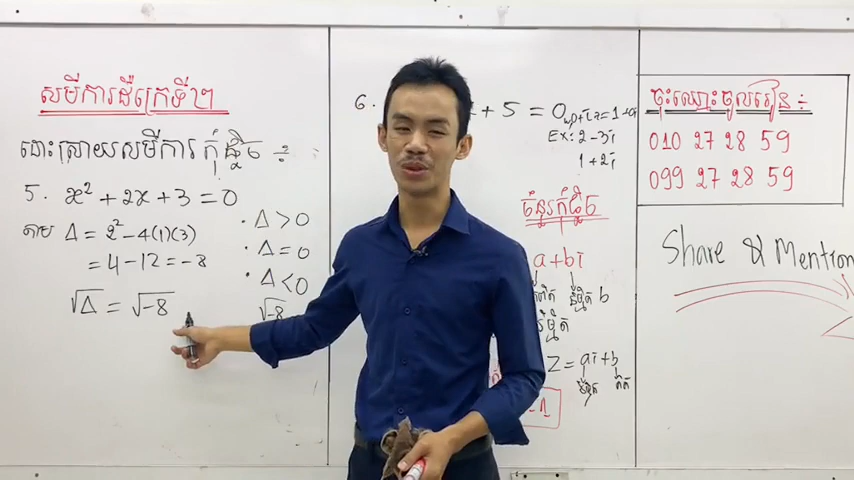 សមីការដឺក្រេទី២
ដោះស្រាយសមីការកុំផ្លិច ÷
5. x² + 2x + 3 = 0
តាម Δ = 2² - 4(1)(3)
= 4 - 12 = -8
√Δ = √-8
· Δ > 0
· Δ = 0
· Δ < 0
√-8
6.
+ 5 = 0
Ex: 2 - 3i
1 + 2i
ចំនួនកុំផ្លិច
a + bi
b
Z = ai + b
-1
ចុះឈ្មោះចូលរៀន ÷
010 27 28 59
099 27 28 59
Share & Mention